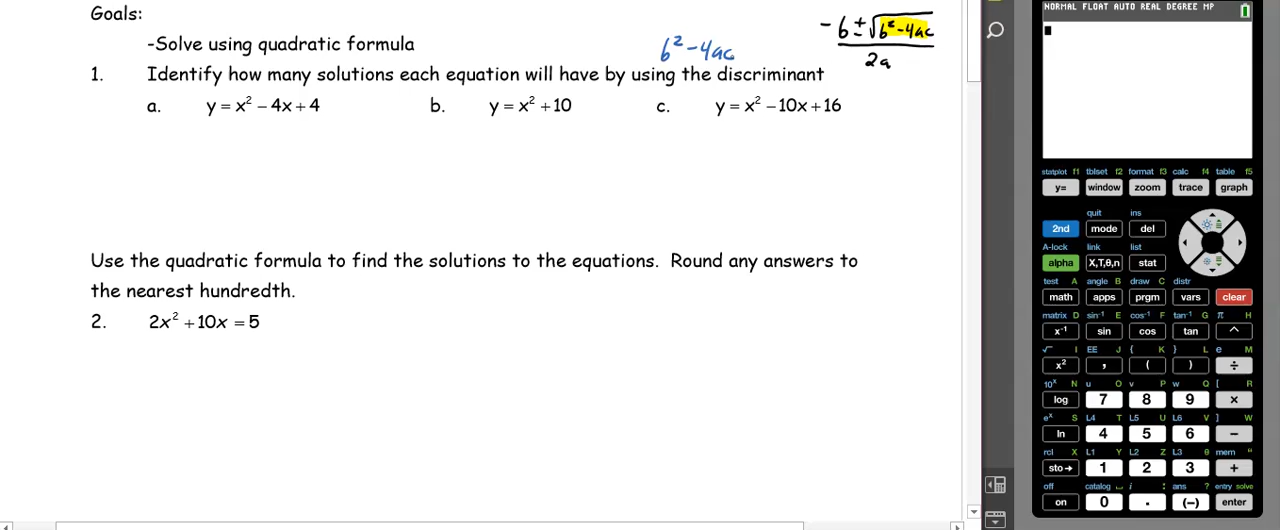 Goals:
-Solve using quadratic formula
-b ± √b² - 4ac
2a
b² - 4ac
1. Identify how many solutions each equation will have by using the discriminant
a. y = x² - 4x + 4 b. y = x² + 10 c. y = x² - 10x + 16
Use the quadratic formula to find the solutions to the equations. Round any answers to
the nearest hundredth.
2. 2x² + 10x = 5
NORMAL FLOAT AUTO REAL DEGREE MP
statplot f1 tblset f2 format f3 calc f4 table f5
y= window zoom trace graph
quit ins
2nd mode del
A-lock link list
alpha X,T,θ,n stat
test A angle B draw C distr
math apps prgm vars clear
matrix D sin⁻¹ E cos⁻¹ F tan⁻¹ G π H
x⁻¹ sin cos tan ^
√ I EE J { K } L e M
x² , ( ) ÷
10ˣ N u O v P w Q [ R
log 7 8 9 ×
eˣ S L4 T L5 U L6 V ] W
ln 4 5 6 −
rcl X L1 Y L2 Z L3 θ mem "
sto→ 1 2 3 +
off catalog ⎵ i : ans ? entry solve
on 0 . (−) enter